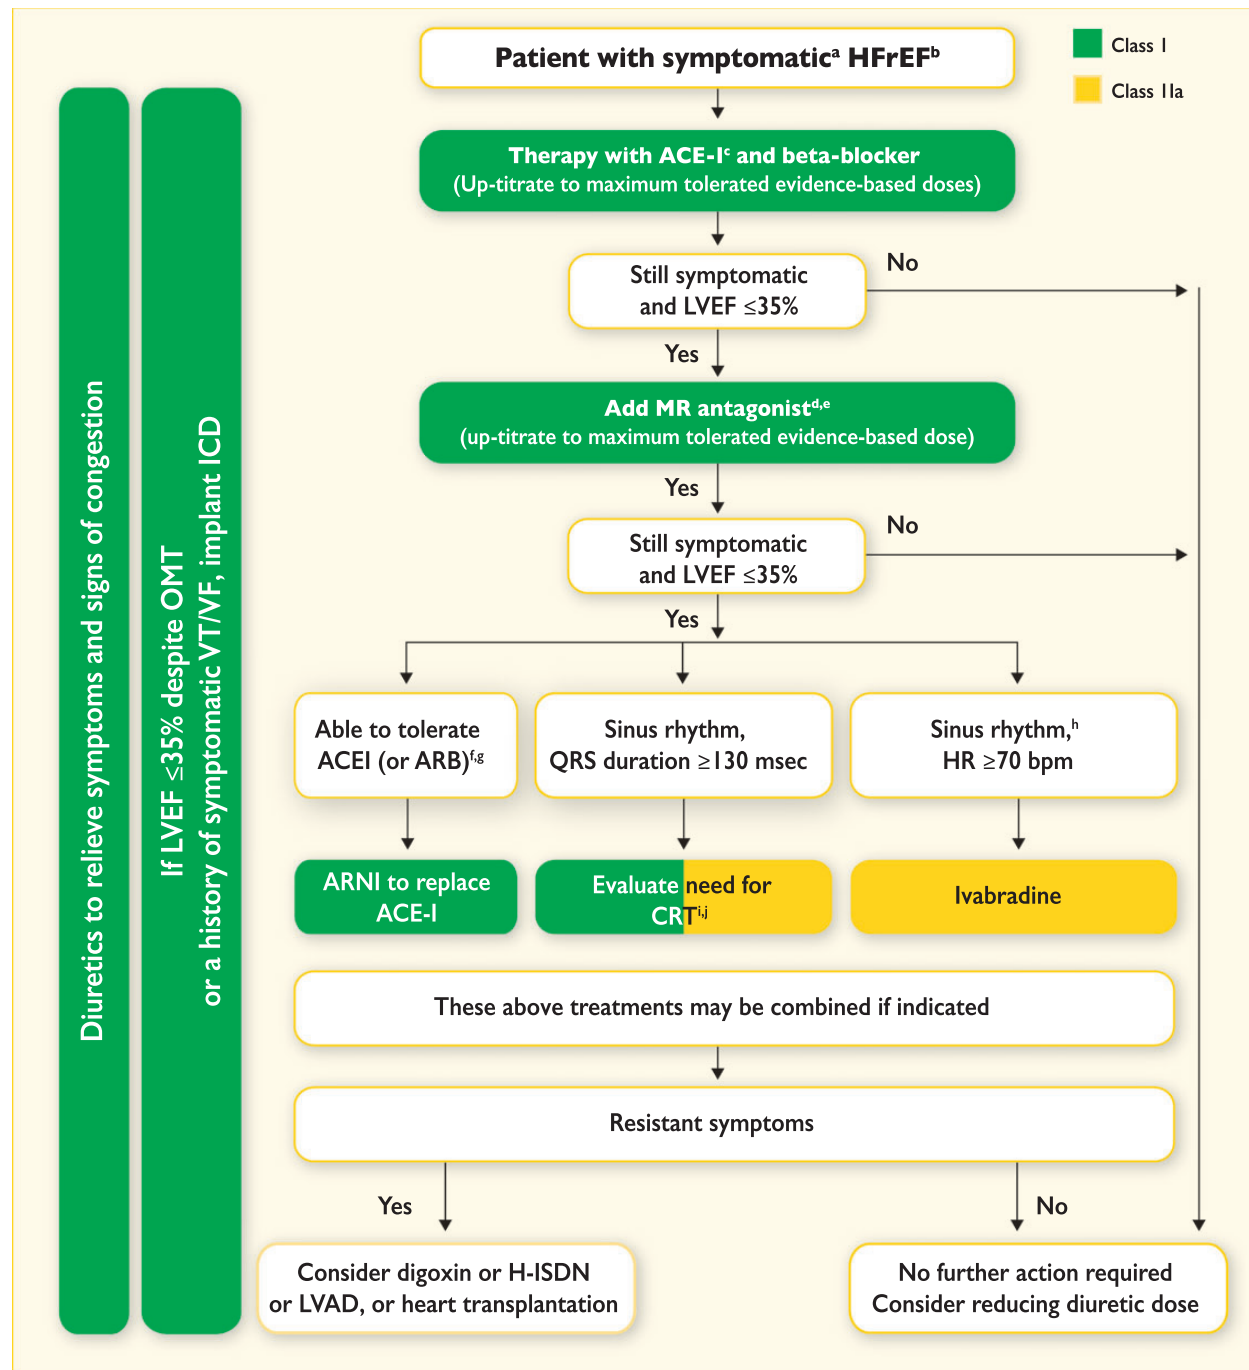 Patient with symptomaticᵃ HFrEFᵇ
Class I
Class IIa
Therapy with ACE-Iᶜ and beta-blocker
(Up-titrate to maximum tolerated evidence-based doses)
Still symptomatic
and LVEF ≤35%
No
Yes
Add MR antagonistᵈ,ᵉ
(up-titrate to maximum tolerated evidence-based dose)
Yes
Still symptomatic
and LVEF ≤35%
No
Yes
Able to tolerate
ACEI (or ARB)ᶠ,ᵍ
Sinus rhythm,
QRS duration ≥130 msec
Sinus rhythm,ʰ
HR ≥70 bpm
ARNI to replace
ACE-I
Evaluate need for
CRTⁱ,ʲ
Ivabradine
These above treatments may be combined if indicated
Resistant symptoms
Yes
No
Consider digoxin or H-ISDN
or LVAD, or heart transplantation
No further action required
Consider reducing diuretic dose
Diuretics to relieve symptoms and signs of congestion
If LVEF ≤35% despite OMT
or a history of symptomatic VT/VF, implant ICD